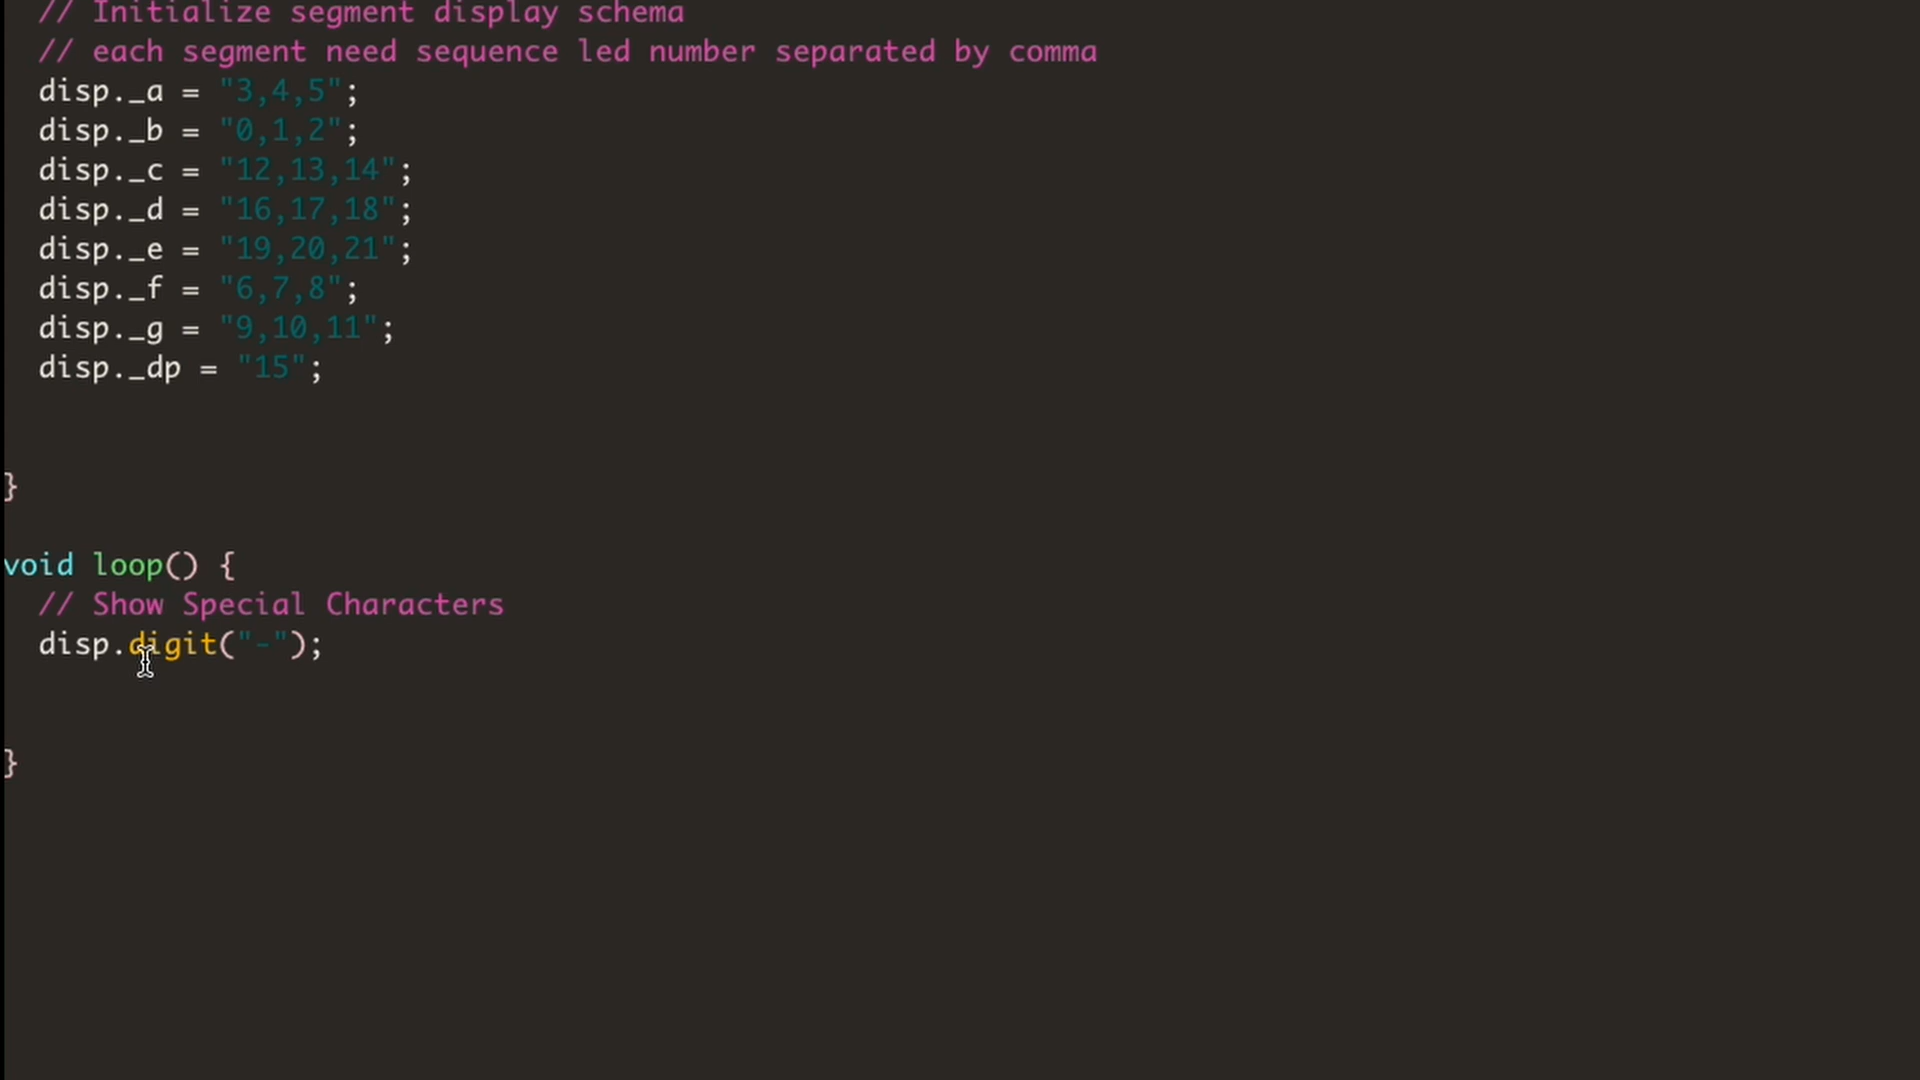 // Initialize segment display schema
// each segment need sequence led number separated by comma
disp._a = "3,4,5";
disp._b = "0,1,2";
disp._c = "12,13,14";
disp._d = "16,17,18";
disp._e = "19,20,21";
disp._f = "6,7,8";
disp._g = "9,10,11";
disp._dp = "15";
}
void loop() {
// Show Special Characters
disp.digit("-");
}